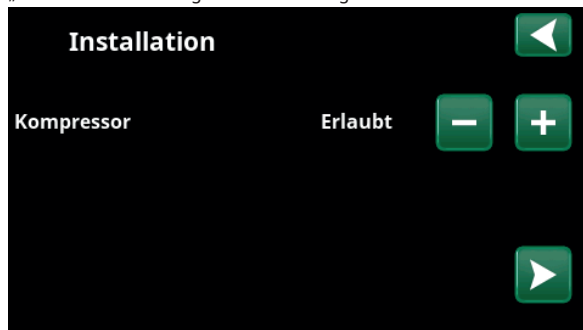 Installation
Kompressor Erlaubt − +